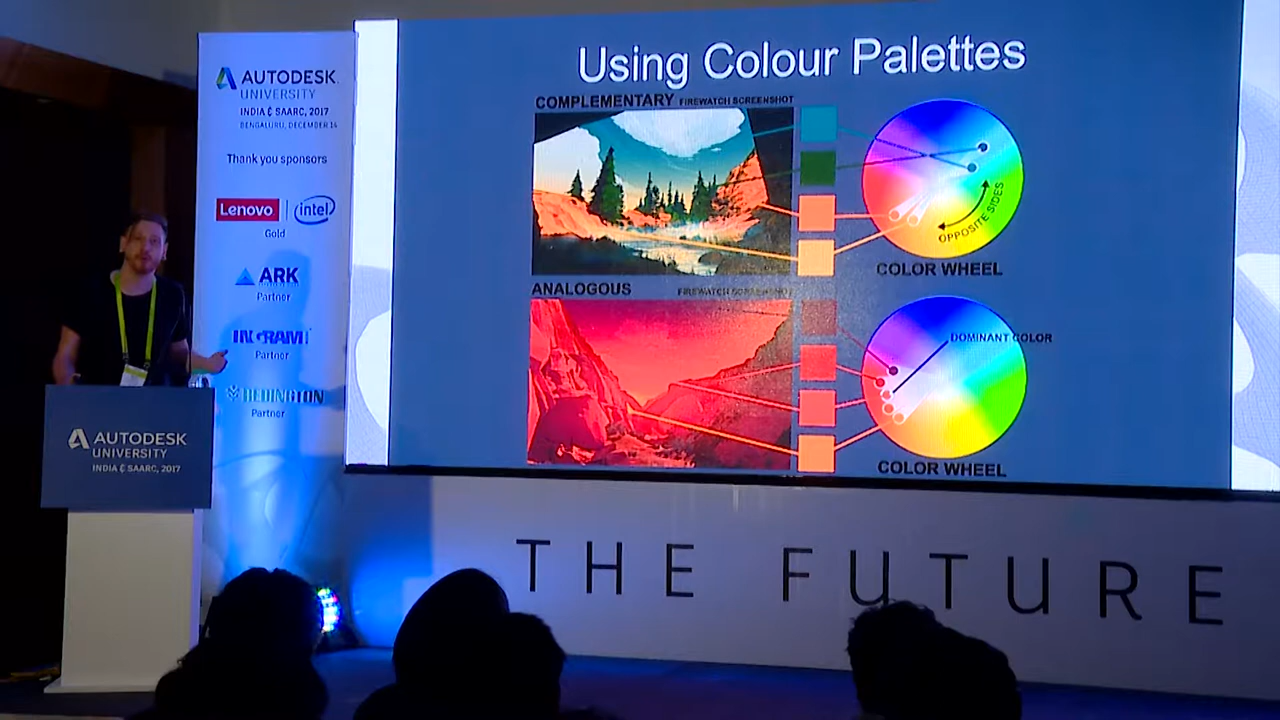 AUTODESK.
UNIVERSITY
INDIA & SAARC, 2017
BENGALURU, DECEMBER 14
Thank you sponsors
Lenovo
intel
Gold
ARK
Partner
INGRAM
Partner
REDINGTON
Partner
AUTODESK
UNIVERSITY
INDIA & SAARC, 2017
Using Colour Palettes
COMPLEMENTARY FIREWATCH SCREENSHOT
OPPOSITE SIDES
COLOR WHEEL
ANALOGOUS FIREWATCH SCREENSHOT
DOMINANT COLOR
COLOR WHEEL
THE FUTURE